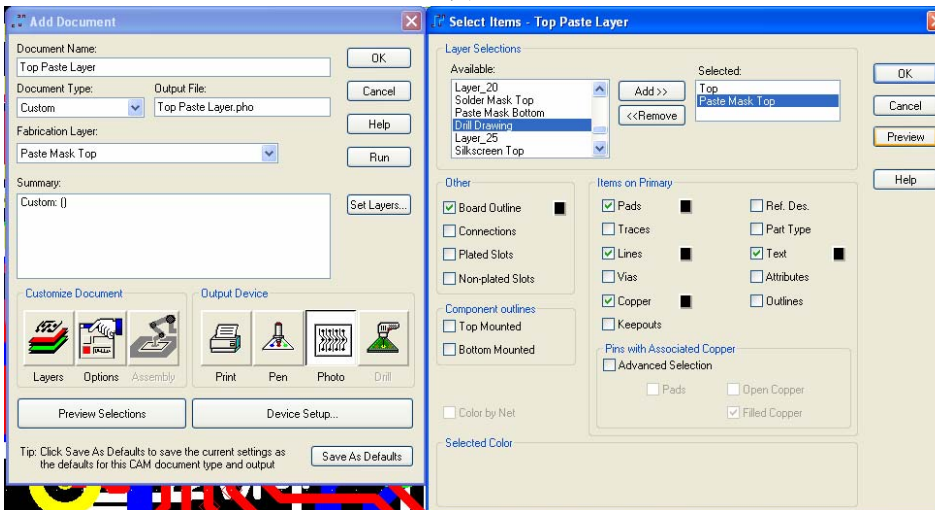 Add Document
Document Name:
Top Paste Layer
OK
Document Type:
Output File:
Custom
Top Paste Layer.pho
Cancel
Fabrication Layer:
Help
Paste Mask Top
Run
Summary:
Custom: ()
Set Layers...
Customize Document
Output Device
Layers
Options
Assembly
Print
Pen
Photo
Drill
Preview Selections
Device Setup...
Tip: Click Save As Defaults to save the current settings as
the defaults for this CAM document type and output
Save As Defaults
Select Items - Top Paste Layer
Layer Selections
Available:
Layer_20
Solder Mask Top
Paste Mask Bottom
Drill Drawing
Layer_25
Silkscreen Top
Add >>
<<Remove
Selected:
Top
Paste Mask Top
OK
Cancel
Preview
Help
Other
Board Outline
Connections
Plated Slots
Non-plated Slots
Component outlines
Top Mounted
Bottom Mounted
Color by Net
Items on Primary
Pads
Ref. Des.
Traces
Part Type
Lines
Text
Vias
Attributes
Copper
Outlines
Keepouts
Pins with Associated Copper
Advanced Selection
Pads
Open Copper
Filled Copper
Selected Color